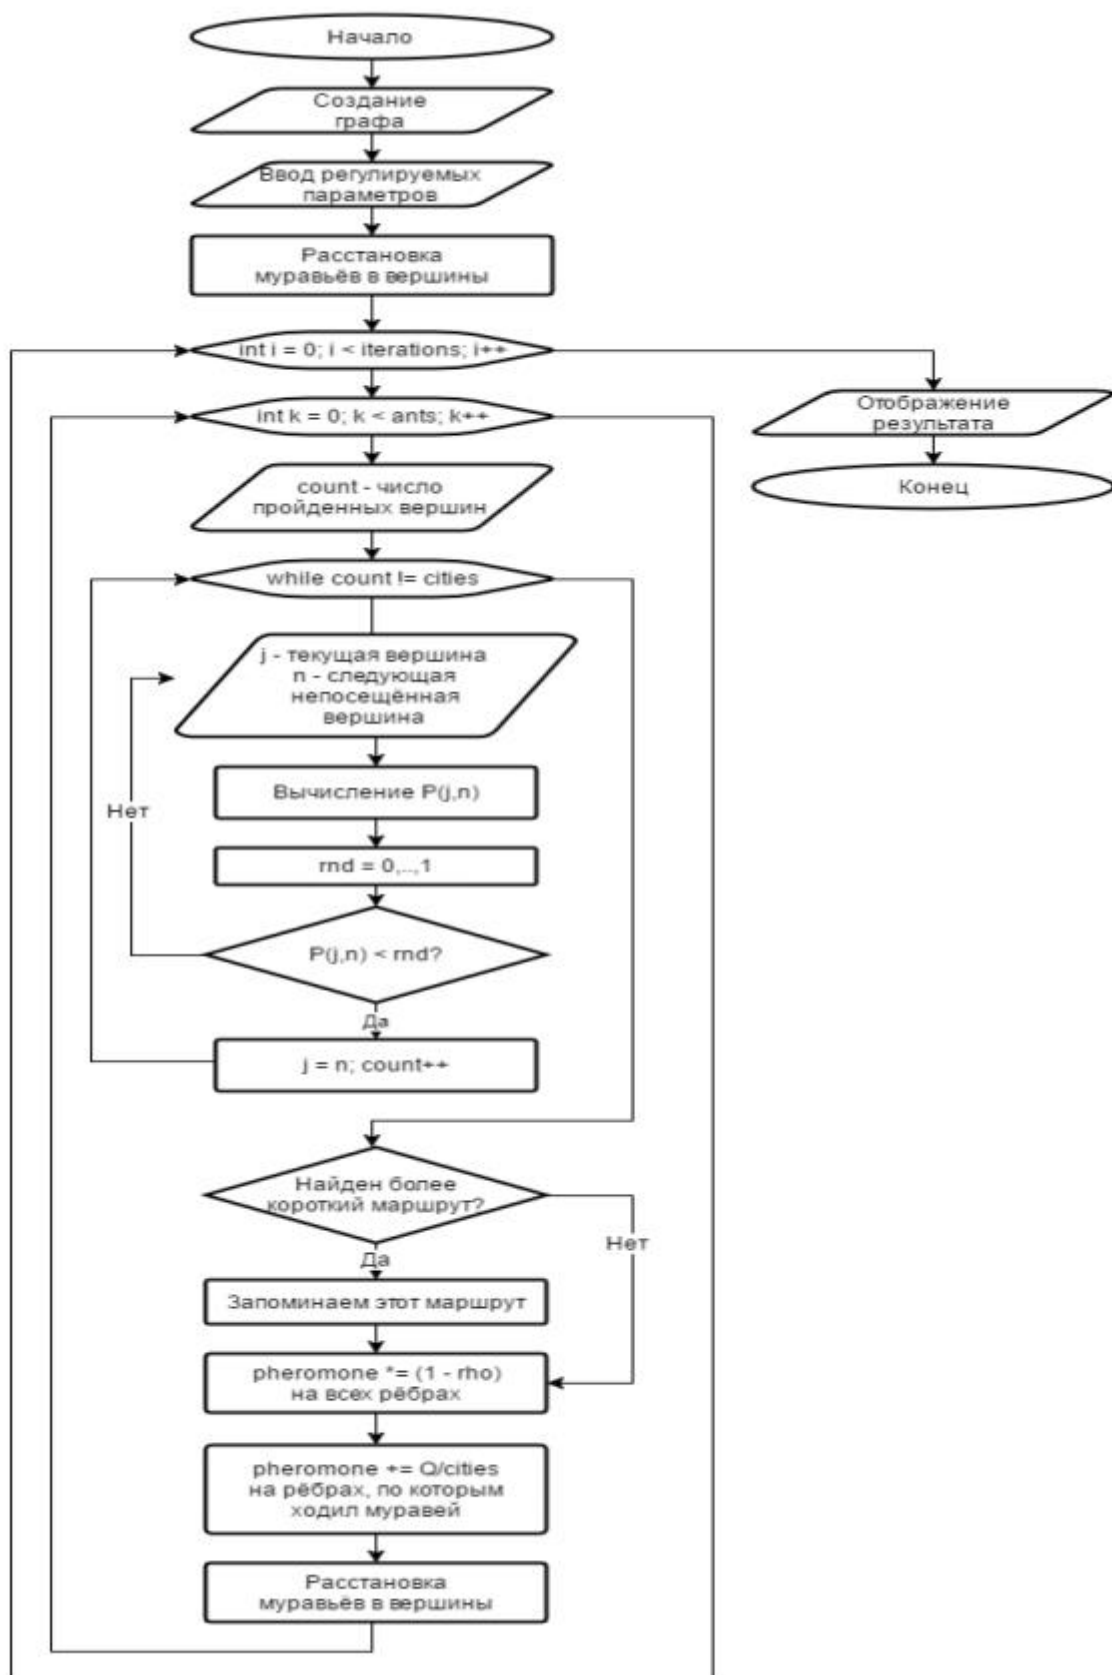 Начало
Создание
графа
Ввод регулируемых
параметров
Расстановка
муравьёв в вершины
int i = 0; i < iterations; i++
int k = 0; k < ants; k++
Отображение
результата
Конец
count - число
пройденных вершин
while count != cities
j - текущая вершина
n - следующая
непосещённая
вершина
Вычисление P(j,n)
Нет
rnd = 0,..,1
P(j,n) < rnd?
Да
j = n; count++
Найден более
короткий маршрут?
Нет
Да
Запоминаем этот маршрут
pheromone *= (1 - rho)
на всех рёбрах
pheromone += Q/cities
на рёбрах, по которым
ходил муравей
Расстановка
муравьёв в вершины